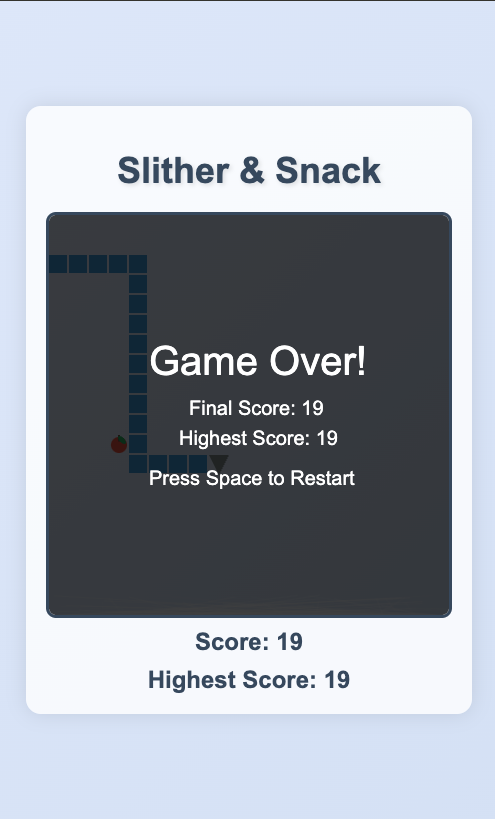 Slither & Snack
Game Over!
Final Score: 19
Highest Score: 19
Press Space to Restart
Score: 19
Highest Score: 19